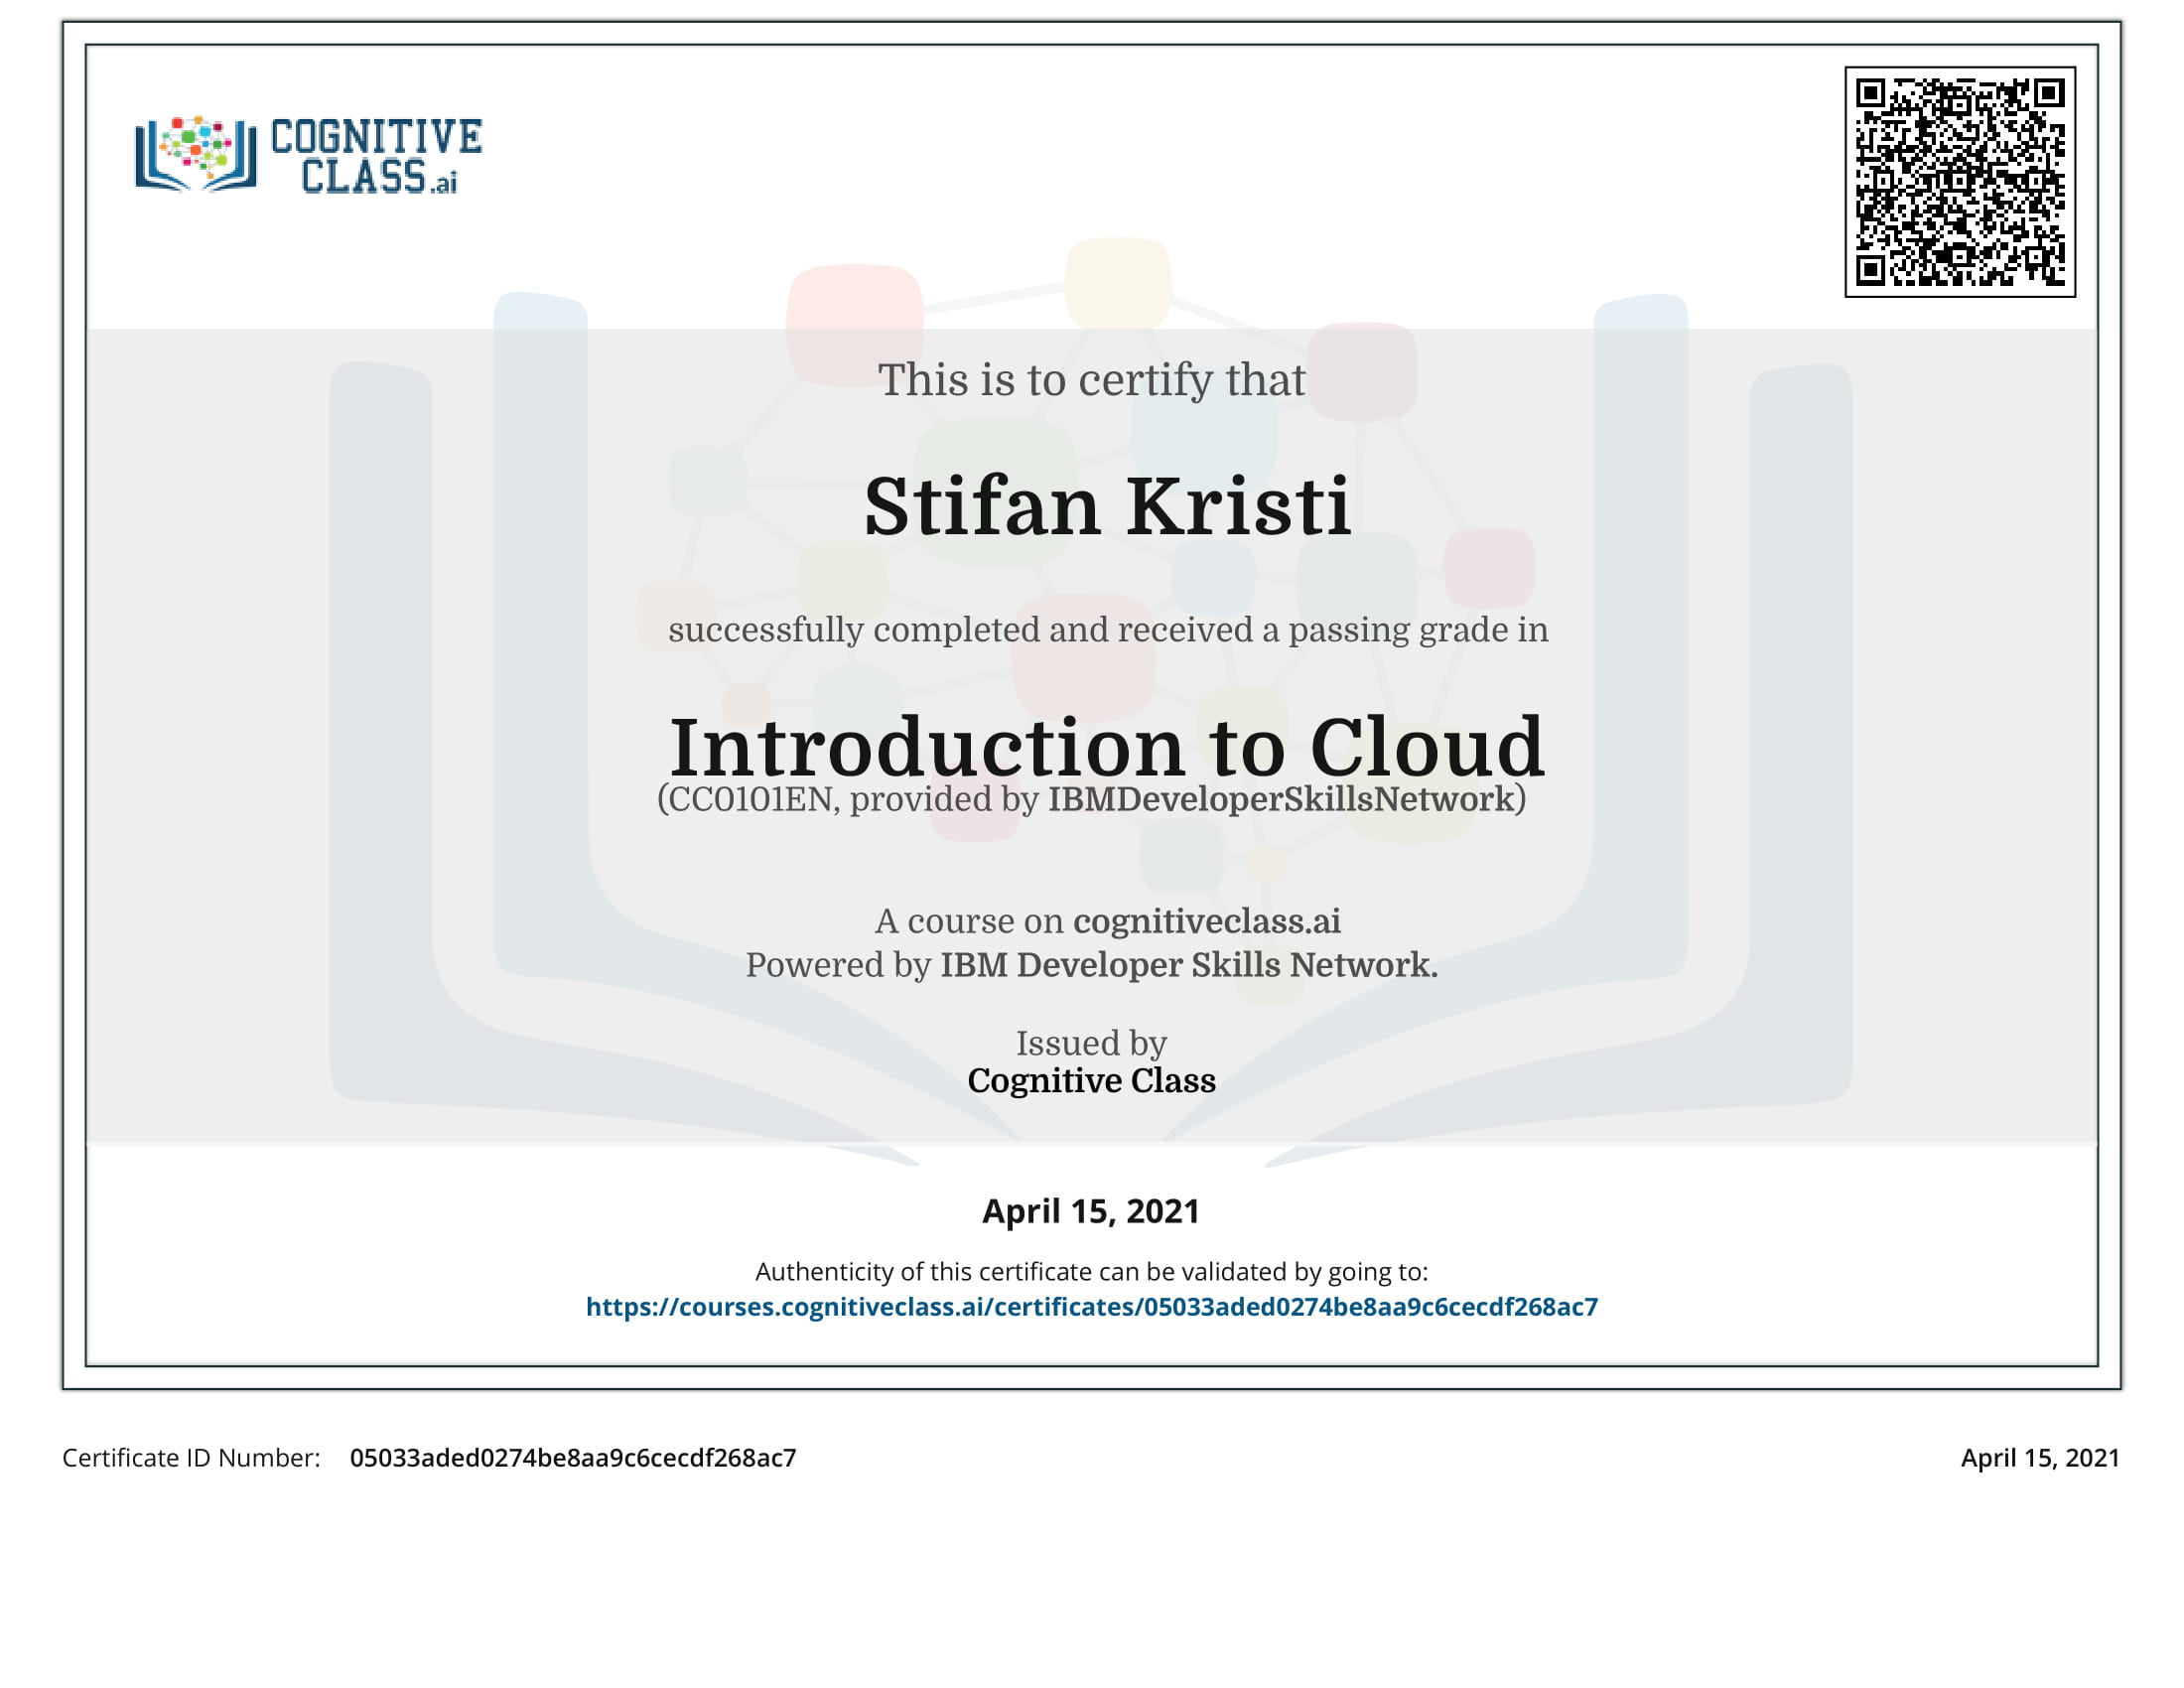 COGNITIVE
CLASS.ai
This is to certify that
Stifan Kristi
successfully completed and received a passing grade in
Introduction to Cloud
(CC0101EN, provided by IBMDeveloperSkillsNetwork)
A course on cognitiveclass.ai
Powered by IBM Developer Skills Network.
Issued by
Cognitive Class
April 15, 2021
Authenticity of this certificate can be validated by going to:
https://courses.cognitiveclass.ai/certificates/05033aded0274be8aa9c6cecdf268ac7
Certificate ID Number: 05033aded0274be8aa9c6cecdf268ac7 April 15, 2021